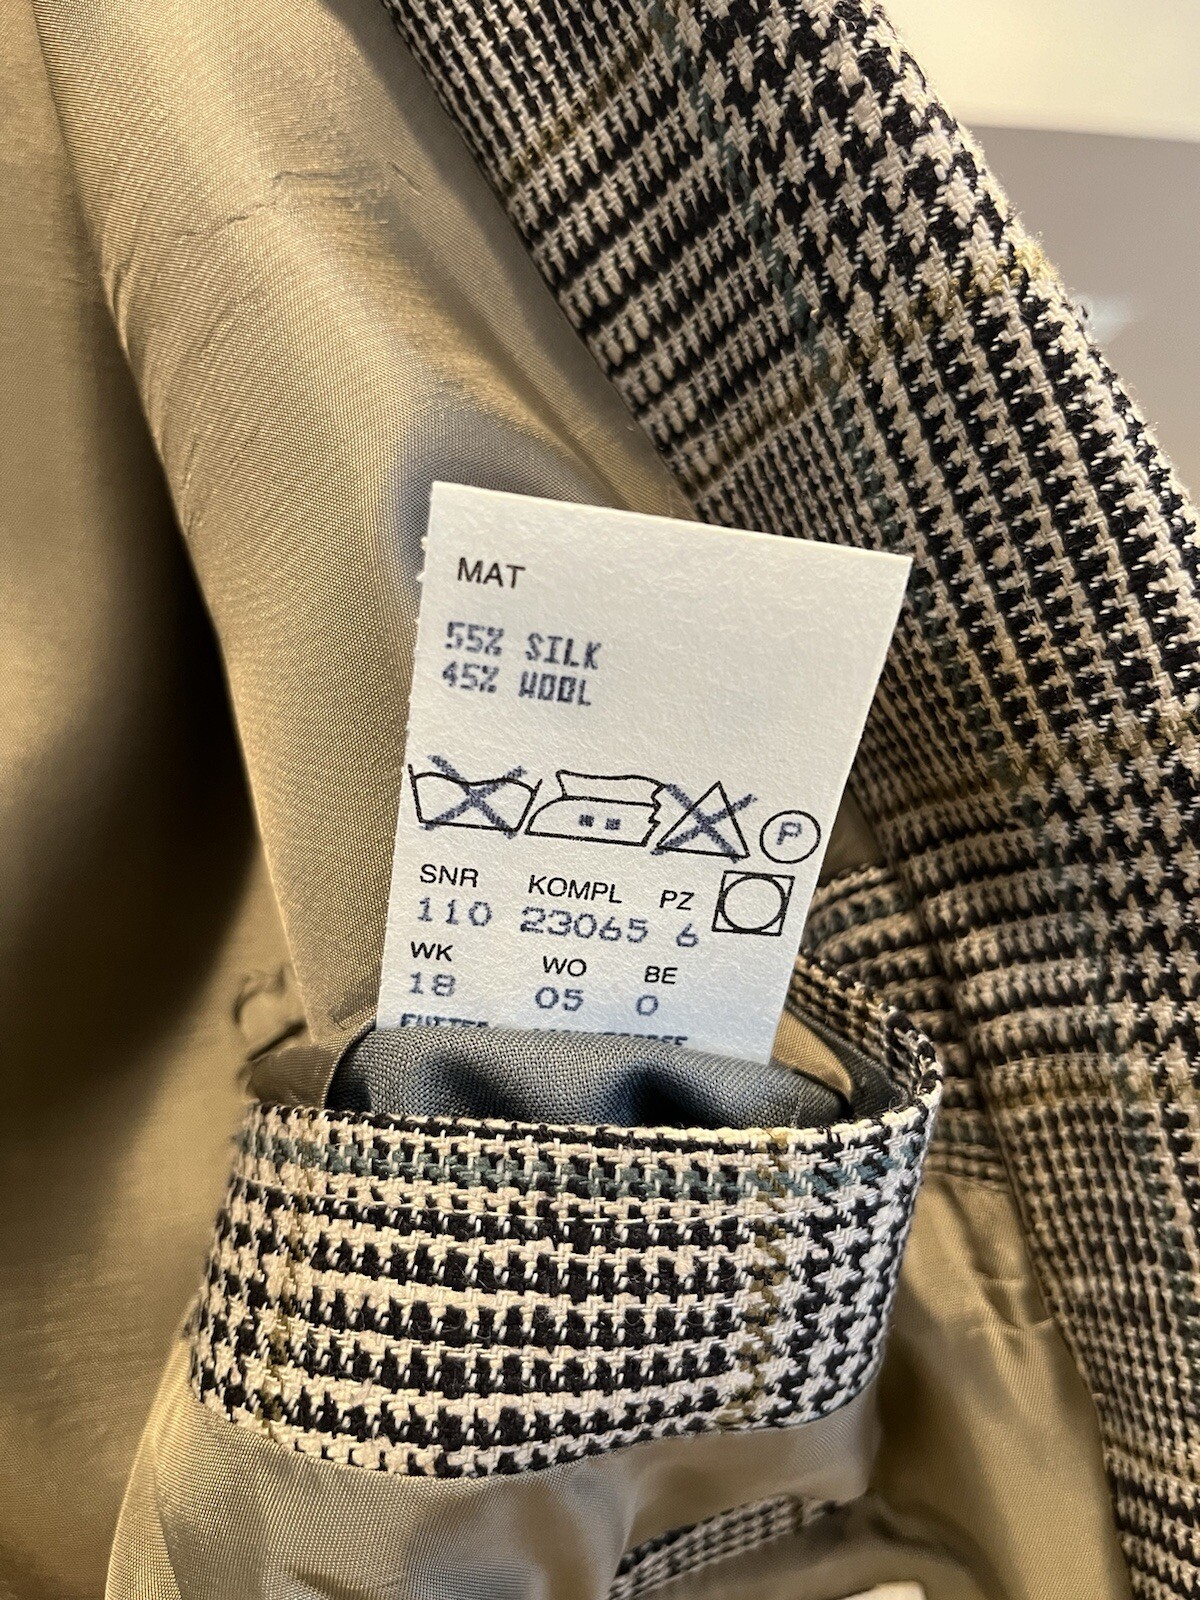 MAT
55% SILK
45% WOOL
P
SNR KOMPL PZ
110 23065 6
WK WO BE
18 05 0